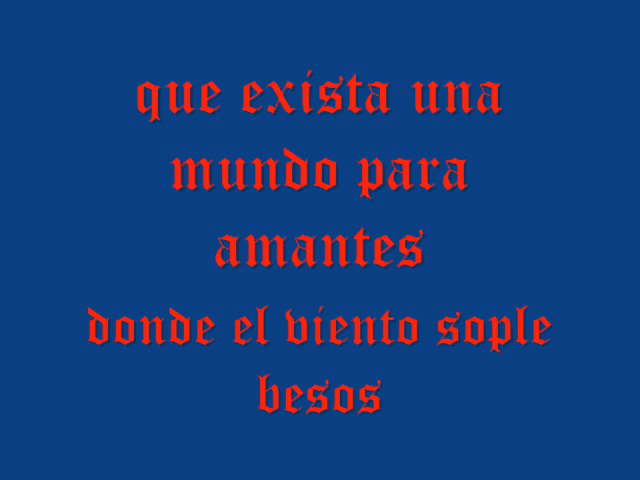 que exista una
mundo para
amantes
donde el viento sople
besos